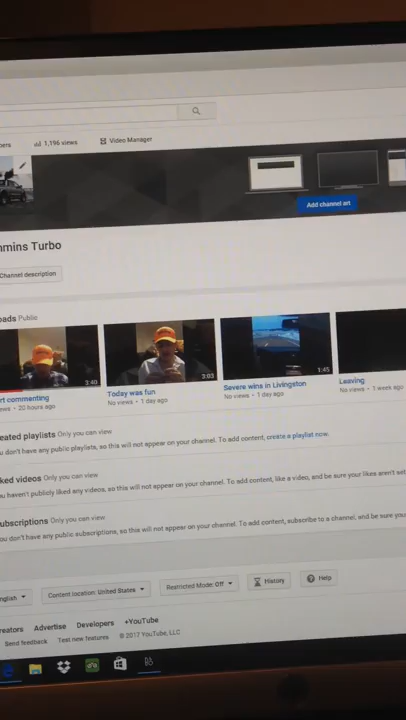 1,196 views Video Manager
Add channel art
mmins Turbo
Channel description
oads Public
3:40
3:03
1:45
rt commenting
ews • 20 hours ago
Today was fun
No views • 1 day ago
Severe wins in Livingston
No views • 1 day ago
Leaving
No views • 1 week ago
eated playlists Only you can view
u don't have any public playlists, so this will not appear on your channel. To add content, create a playlist now.
ked videos Only you can view
u haven't publicly liked any videos, so this will not appear on your channel. To add content, like a video, and be sure your likes aren't set
ubscriptions Only you can view
u don't have any public subscriptions, so this will not appear on your channel. To add content, subscribe to a channel, and be sure your
nglish Content location: United States Restricted Mode: Off History Help
reators Advertise Developers +YouTube
Send feedback Test new features © 2017 YouTube, LLC